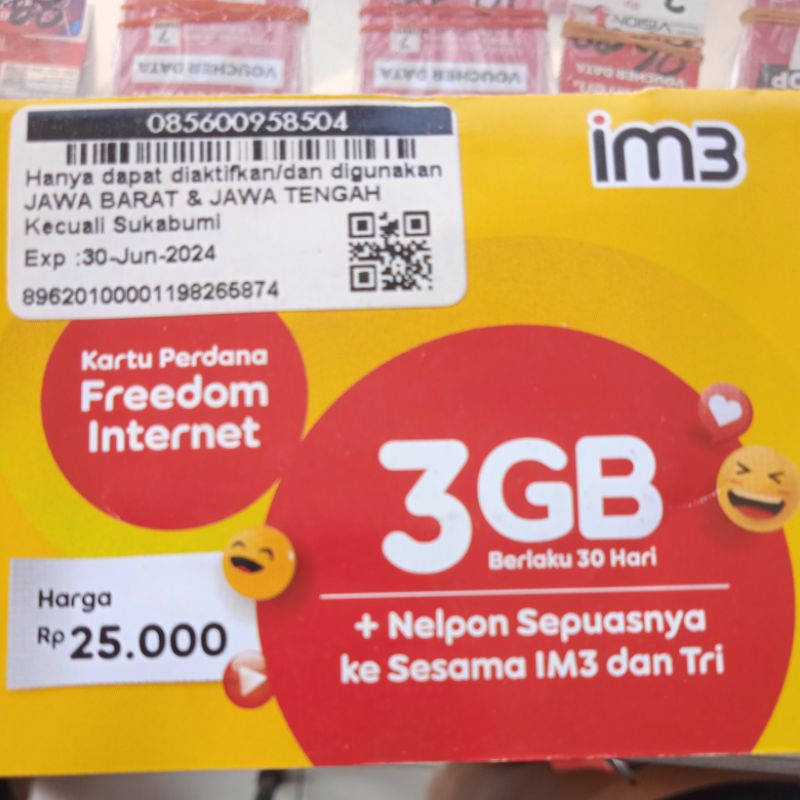 VOUCHER DATA
VOUCHER DATA
VISION
VOUCHER DATA
085600958504
Hanya dapat diaktifkan/dan digunakan
JAWA BARAT & JAWA TENGAH
Kecuali Sukabumi
Exp :30-Jun-2024
89620100001198265874
im3
Kartu Perdana
Freedom
Internet
3GB
Berlaku 30 Hari
+ Nelpon Sepuasnya
ke Sesama IM3 dan Tri
Harga
Rp 25.000